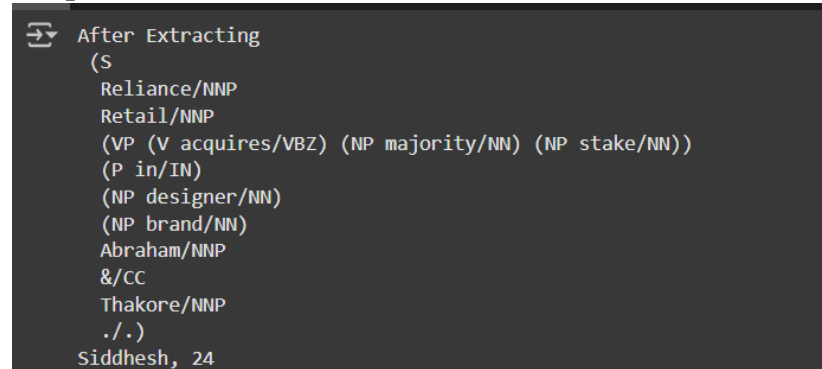 After Extracting
(S
Reliance/NNP
Retail/NNP
(VP (V acquires/VBZ) (NP majority/NN) (NP stake/NN))
(P in/IN)
(NP designer/NN)
(NP brand/NN)
Abraham/NNP
&/CC
Thakore/NNP
./.)
Siddhesh, 24